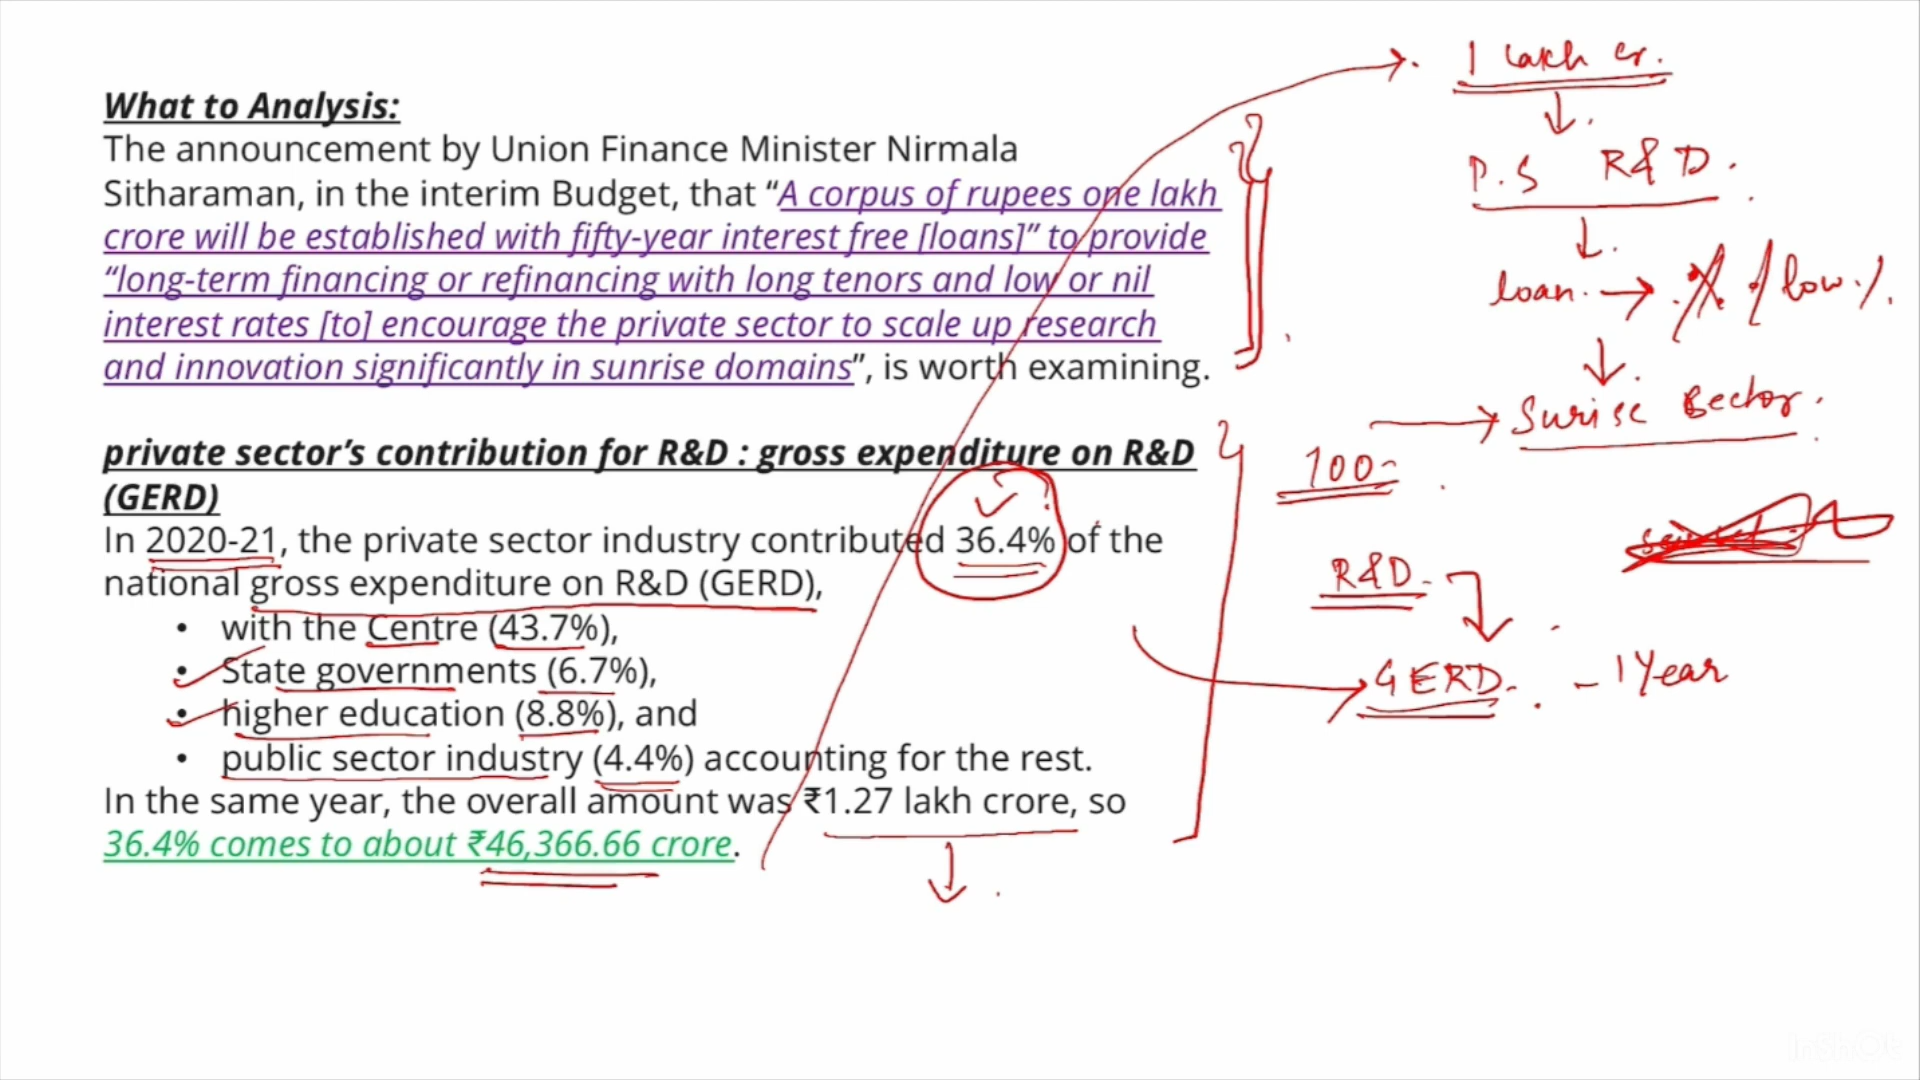 What to Analysis:
The announcement by Union Finance Minister Nirmala
Sitharaman, in the interim Budget, that “A corpus of rupees one lakh
crore will be established with fifty-year interest free [loans]” to provide
“long-term financing or refinancing with long tenors and low or nil
interest rates [to] encourage the private sector to scale up research
and innovation significantly in sunrise domains”, is worth examining.
private sector’s contribution for R&D : gross expenditure on R&D
(GERD)
In 2020-21, the private sector industry contributed 36.4% of the
national gross expenditure on R&D (GERD),
• with the Centre (43.7%),
• State governments (6.7%),
• higher education (8.8%), and
• public sector industry (4.4%) accounting for the rest.
In the same year, the overall amount was ₹1.27 lakh crore, so
36.4% comes to about ₹46,366.66 crore.
1 lakh cr.
P.S R&D.
loan. → / low %.
Surise Sector.
100
R&D
GERD. - 1 Year
InShOt